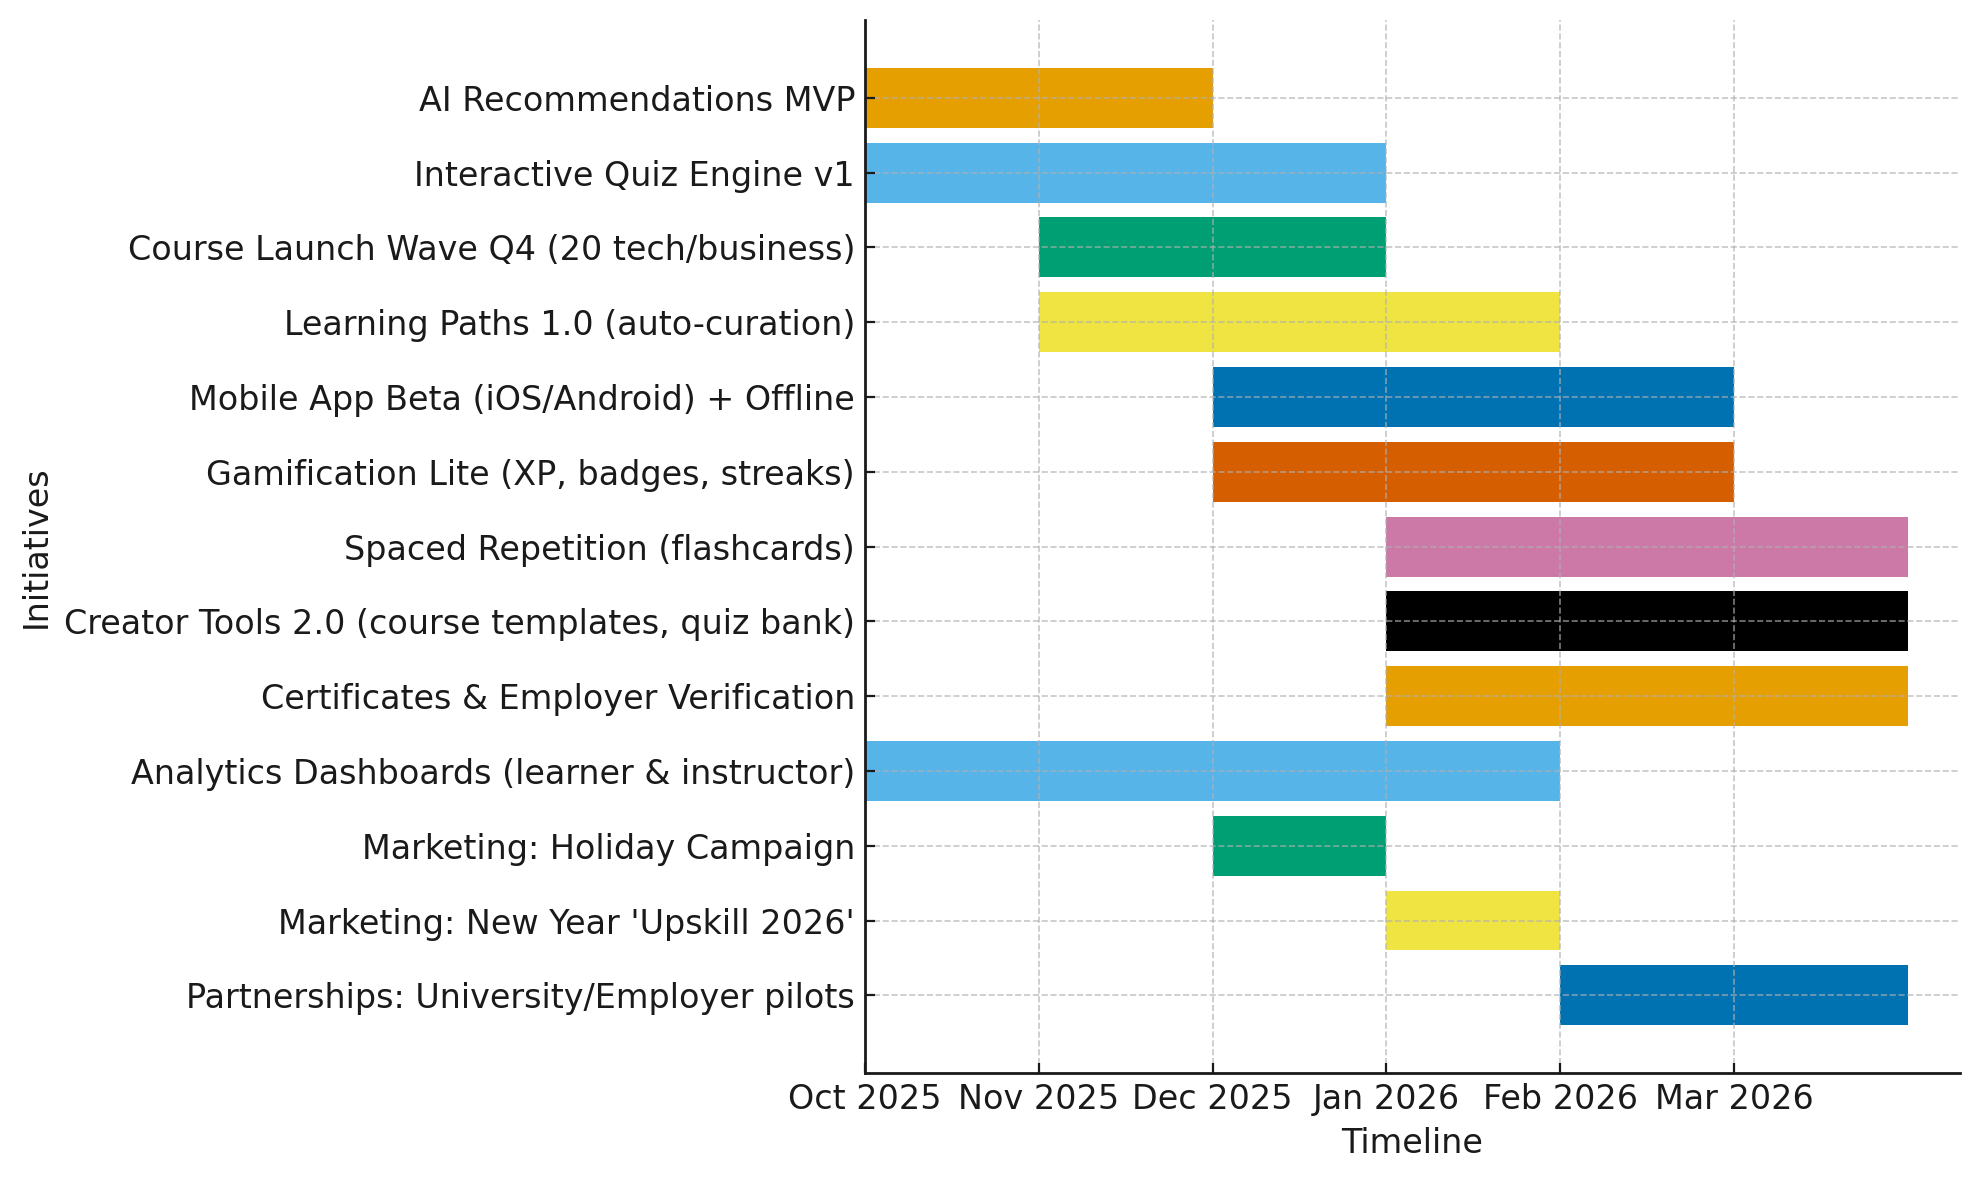 AI Recommendations MVP
Interactive Quiz Engine v1
Course Launch Wave Q4 (20 tech/business)
Learning Paths 1.0 (auto-curation)
Mobile App Beta (iOS/Android) + Offline
Gamification Lite (XP, badges, streaks)
Spaced Repetition (flashcards)
Creator Tools 2.0 (course templates, quiz bank)
Certificates & Employer Verification
Analytics Dashboards (learner & instructor)
Marketing: Holiday Campaign
Marketing: New Year 'Upskill 2026'
Partnerships: University/Employer pilots
Initiatives
Oct 2025 Nov 2025 Dec 2025 Jan 2026 Feb 2026 Mar 2026
Timeline